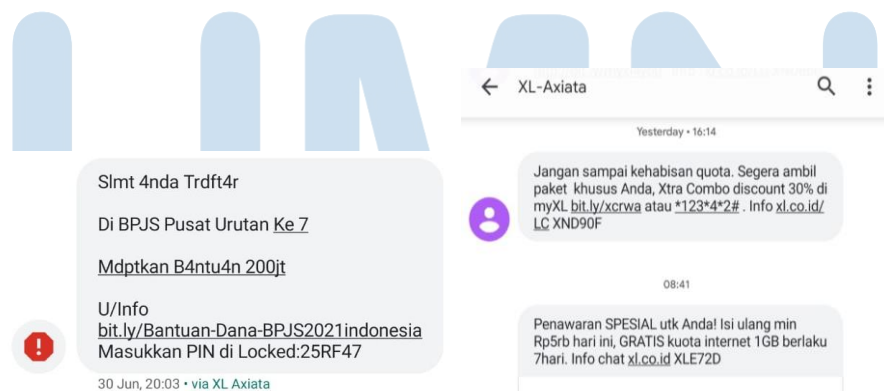 Slmt 4nda Trdft4r
Di BPJS Pusat Urutan Ke 7
Mdptkan B4ntu4n 200jt
U/Info
bit.ly/Bantuan-Dana-BPJS2021indonesia
Masukkan PIN di Locked:25RF47
30 Jun, 20:03 • via XL Axiata
XL-Axiata
Yesterday • 16:14
Jangan sampai kehabisan quota. Segera ambil
paket khusus Anda, Xtra Combo discount 30% di
myXL bit.ly/xcrwa atau *123*4*2# . Info xl.co.id/
LC XND90F
08:41
Penawaran SPESIAL utk Anda! Isi ulang min
Rp5rb hari ini, GRATIS kuota internet 1GB berlaku
7hari. Info chat xl.co.id XLE72D